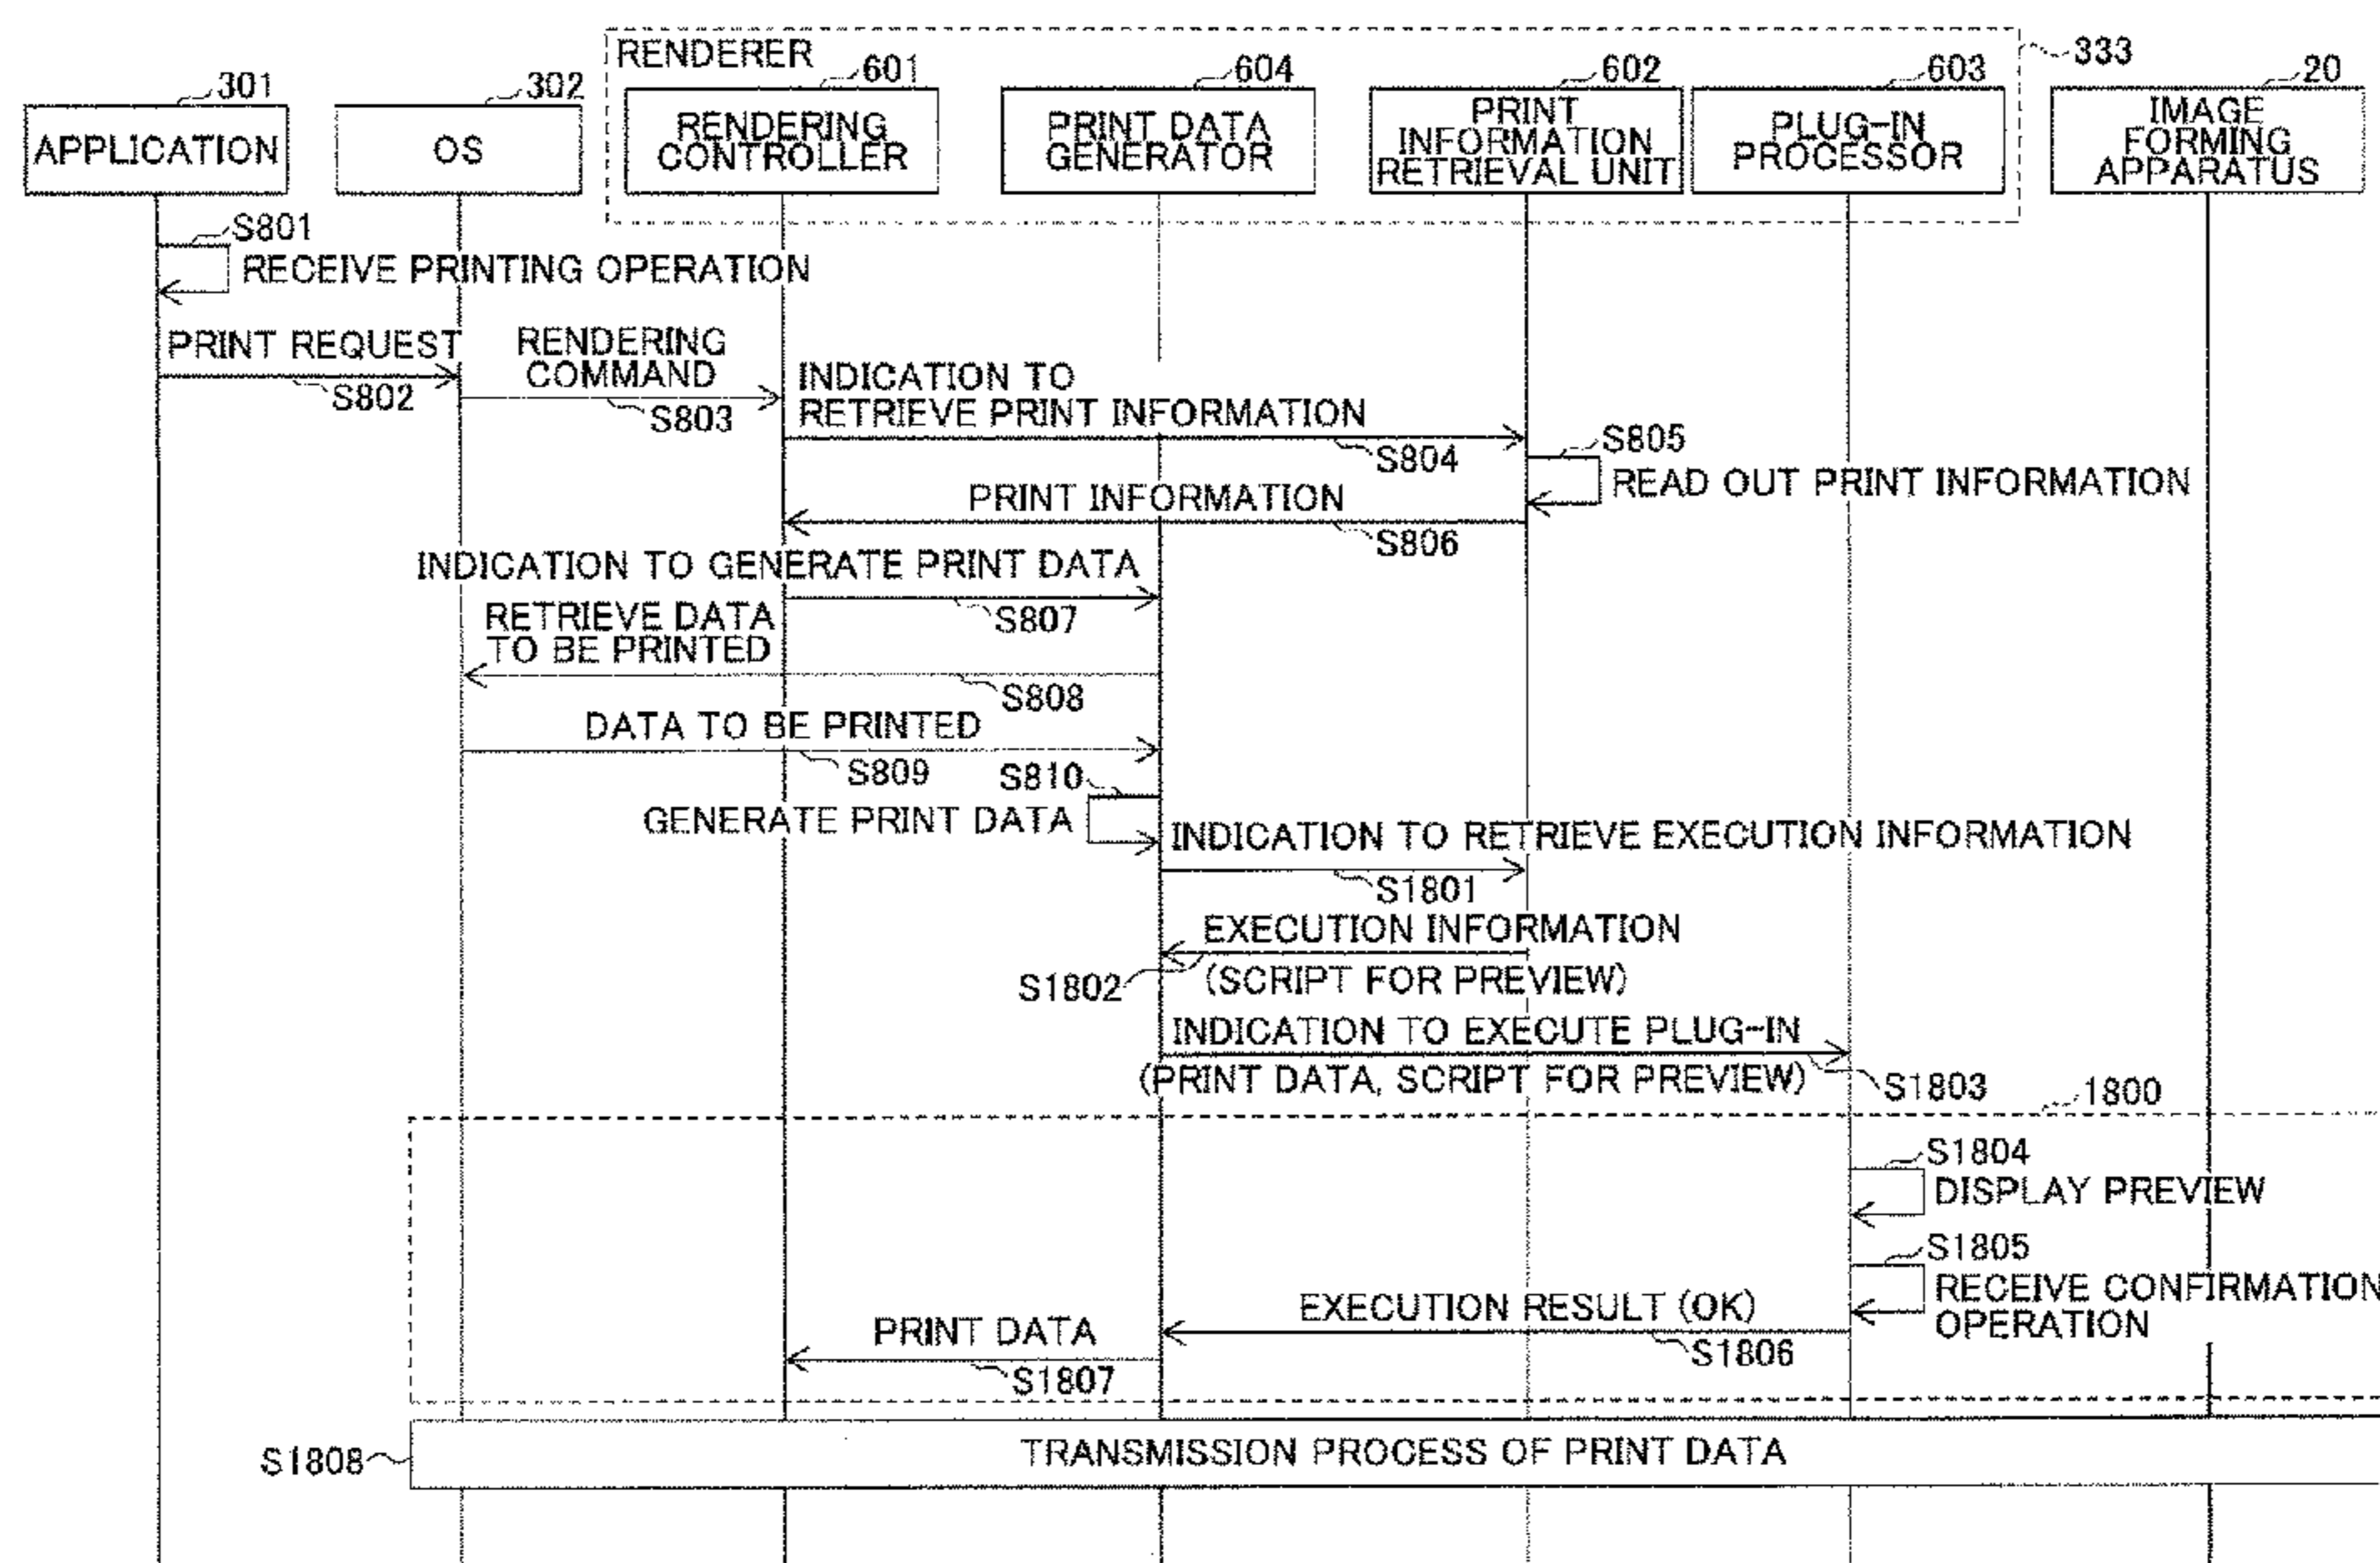 RENDERER
333
301
302
601
604
602
603
20
APPLICATION
OS
RENDERING
CONTROLLER
PRINT DATA
GENERATOR
PRINT
INFORMATION
RETRIEVAL UNIT
PLUG-IN
PROCESSOR
IMAGE
FORMING
APPARATUS
S801
RECEIVE PRINTING OPERATION
PRINT REQUEST
S802
RENDERING
COMMAND
S803
INDICATION TO
RETRIEVE PRINT INFORMATION
S804
S805
READ OUT PRINT INFORMATION
PRINT INFORMATION
S806
INDICATION TO GENERATE PRINT DATA
S807
RETRIEVE DATA
TO BE PRINTED
S808
DATA TO BE PRINTED
S809
S810
GENERATE PRINT DATA
INDICATION TO RETRIEVE EXECUTION INFORMATION
S1801
EXECUTION INFORMATION
S1802
(SCRIPT FOR PREVIEW)
INDICATION TO EXECUTE PLUG-IN
(PRINT DATA, SCRIPT FOR PREVIEW)
S1803
1800
S1804
DISPLAY PREVIEW
S1805
RECEIVE CONFIRMATION
OPERATION
EXECUTION RESULT (OK)
S1806
PRINT DATA
S1807
S1808
TRANSMISSION PROCESS OF PRINT DATA